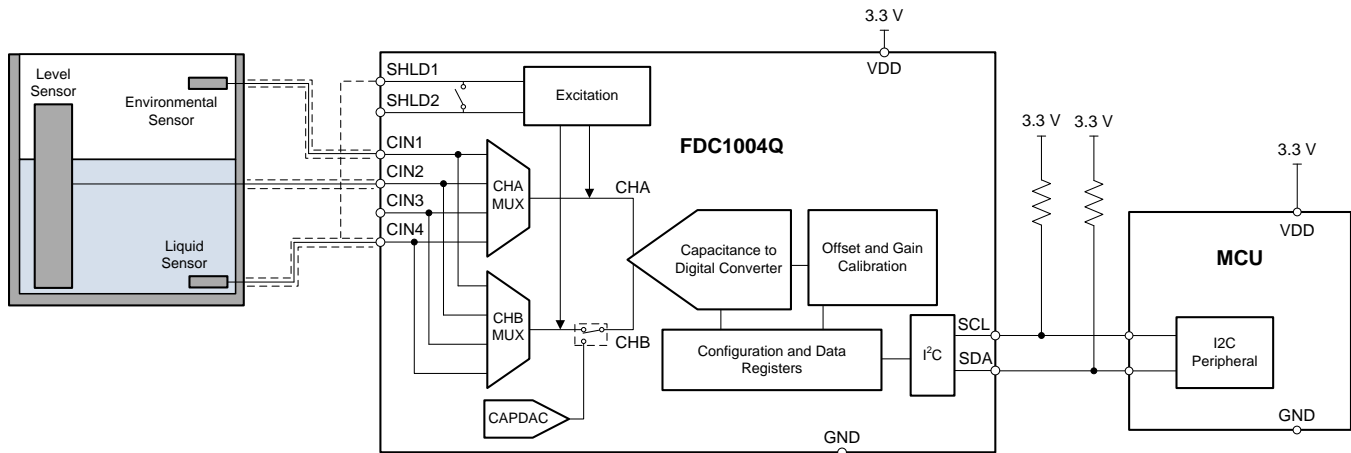 Level
Sensor
Environmental
Sensor
Liquid
Sensor
SHLD1
SHLD2
CIN1
CIN2
CIN3
CIN4
Excitation
CHA
MUX
CHA
CHB
MUX
CHB
CAPDAC
3.3 V
VDD
FDC1004Q
Capacitance to
Digital Converter
Offset and Gain
Calibration
Configuration and Data
Registers
I²C
SCL
SDA
GND
3.3 V
3.3 V
3.3 V
VDD
MCU
I2C
Peripheral
GND